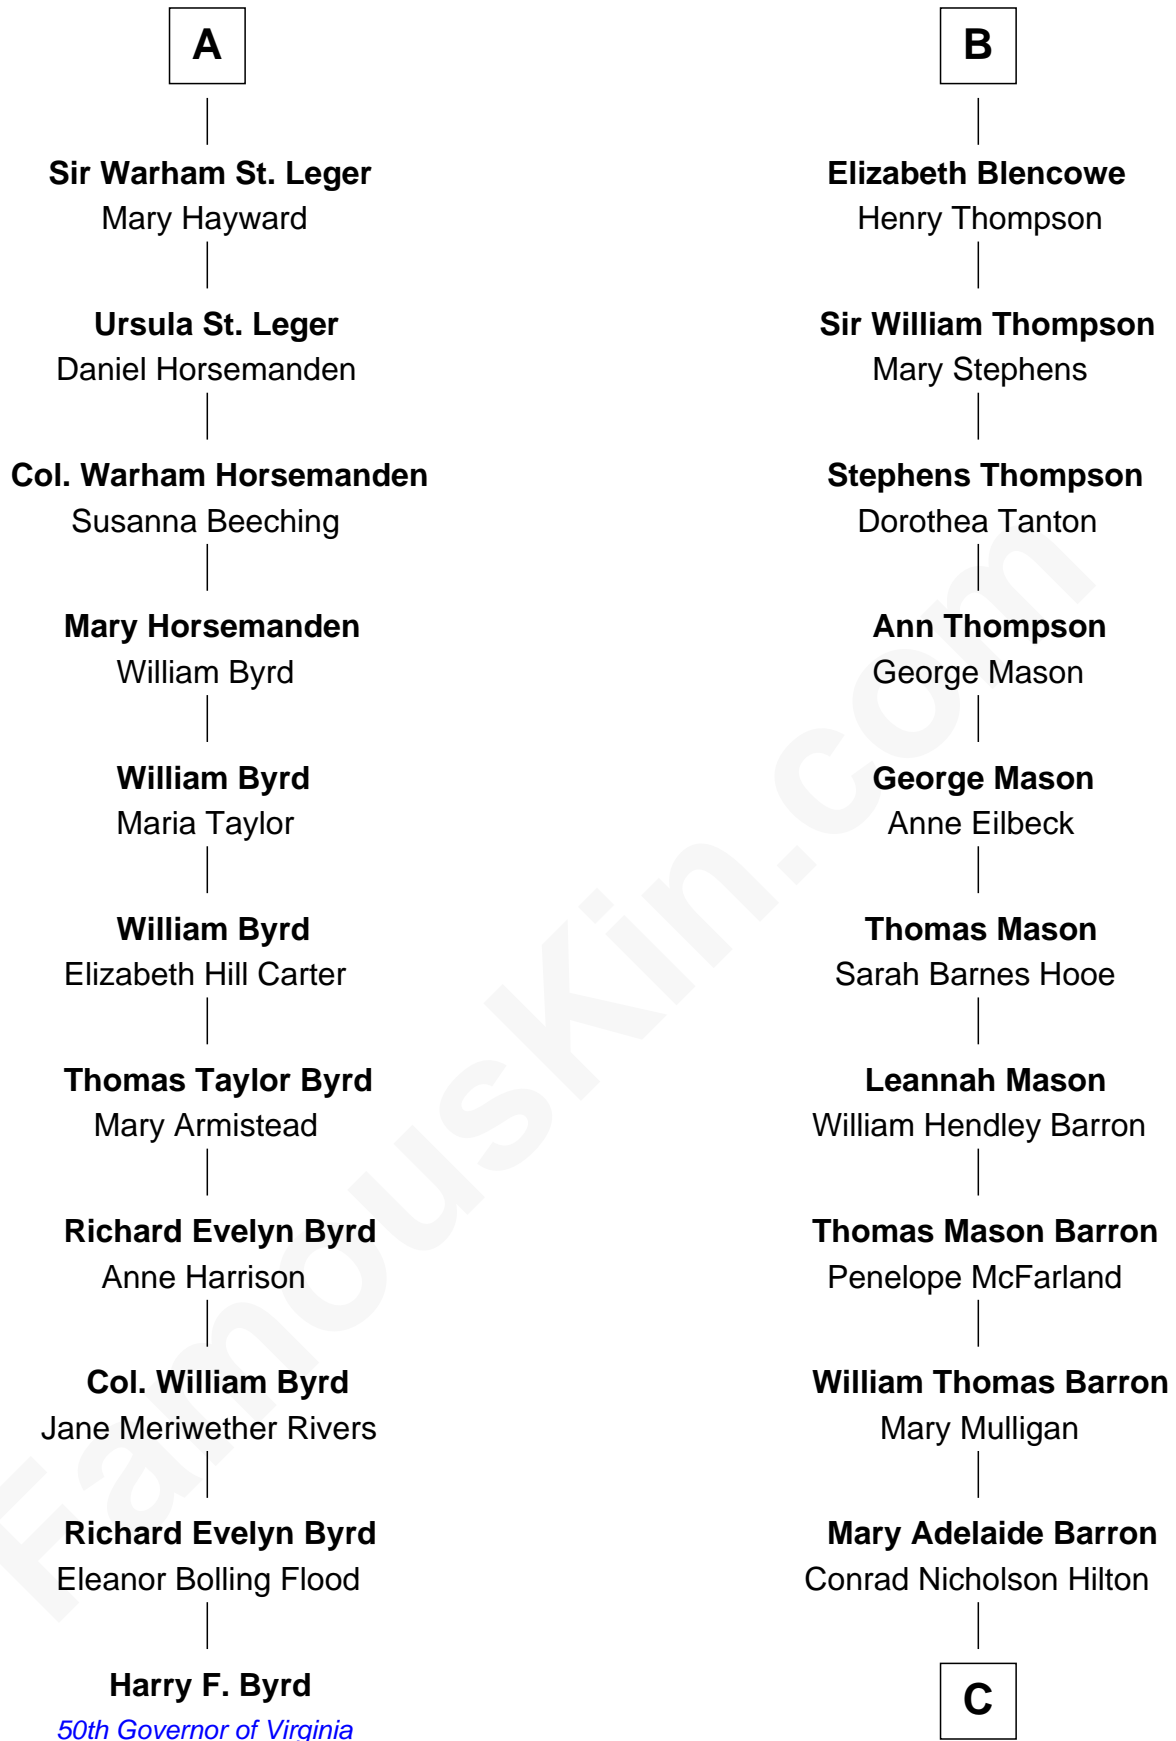 A
Sir Warham St. Leger
Mary Hayward
Ursula St. Leger
Daniel Horsemanden
Col. Warham Horsemanden
Susanna Beeching
Mary Horsemanden
William Byrd
William Byrd
Maria Taylor
William Byrd
Elizabeth Hill Carter
Thomas Taylor Byrd
Mary Armistead
Richard Evelyn Byrd
Anne Harrison
Col. William Byrd
Jane Meriwether Rivers
Richard Evelyn Byrd
Eleanor Bolling Flood
Harry F. Byrd
50th Governor of Virginia
B
Elizabeth Blencowe
Henry Thompson
Sir William Thompson
Mary Stephens
Stephens Thompson
Dorothea Tanton
Ann Thompson
George Mason
George Mason
Anne Eilbeck
Thomas Mason
Sarah Barnes Hooe
Leannah Mason
William Hendley Barron
Thomas Mason Barron
Penelope McFarland
William Thomas Barron
Mary Mulligan
Mary Adelaide Barron
Conrad Nicholson Hilton
C
FamousKin.com